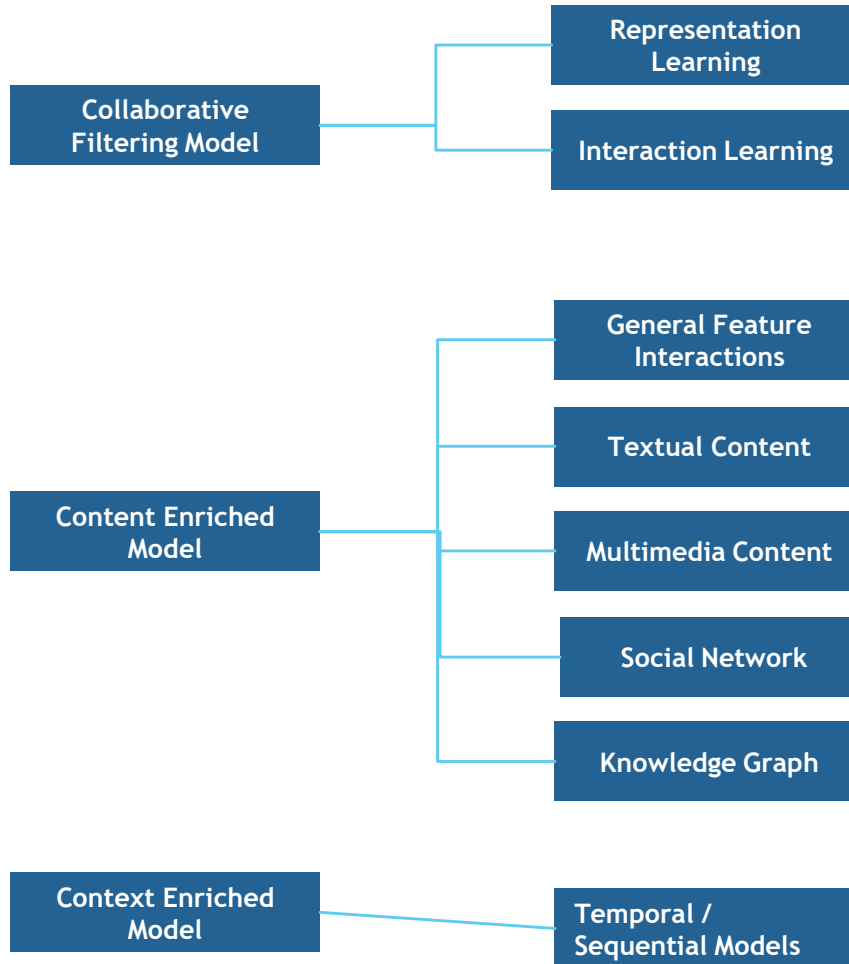 Representation
Learning
Collaborative
Filtering Model
Interaction Learning
General Feature
Interactions
Textual Content
Content Enriched
Model
Multimedia Content
Social Network
Knowledge Graph
Context Enriched
Model
Temporal /
Sequential Models